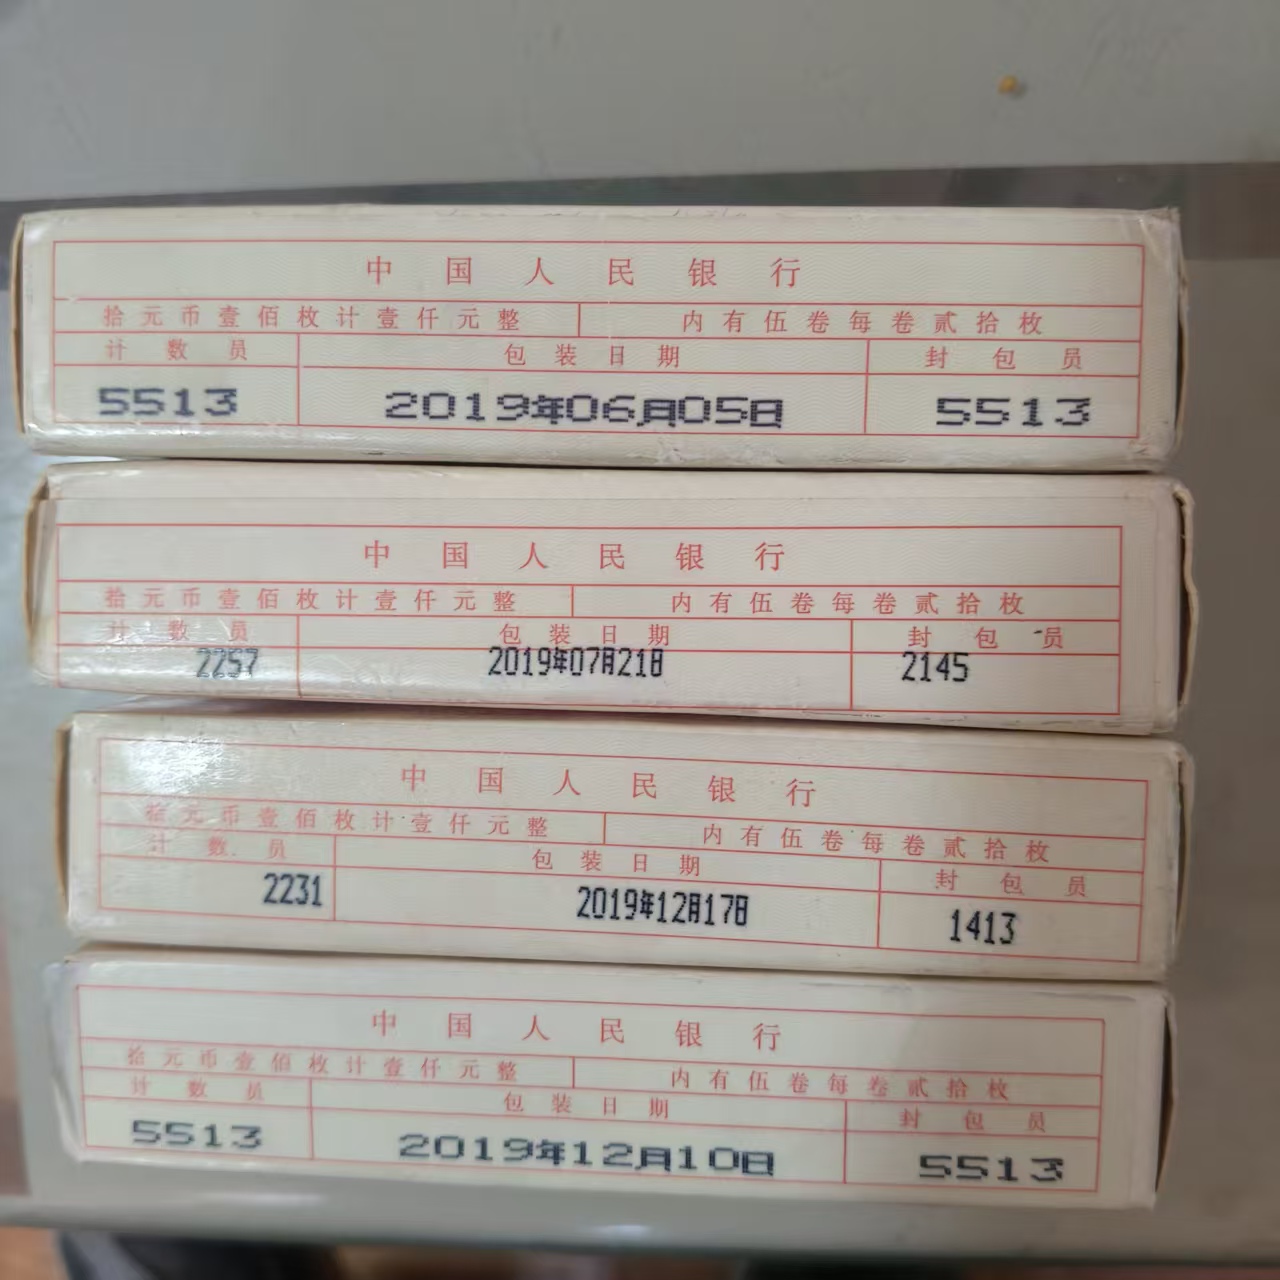 中国人民银行
拾元币壹佰枚计壹仟元整 内有伍卷每卷贰拾枚
计数员 包装日期 封包员
5513 2019年06月05日 5513
中国人民银行
拾元币壹佰枚计壹仟元整 内有伍卷每卷贰拾枚
计数员 包装日期 封包员
2257 2019年07月21日 2145
中国人民银行
拾元币壹佰枚计壹仟元整 内有伍卷每卷贰拾枚
计数员 包装日期 封包员
2231 2019年12月17日 1413
中国人民银行
拾元币壹佰枚计壹仟元整 内有伍卷每卷贰拾枚
计数员 包装日期 封包员
5513 2019年12月10日 5513